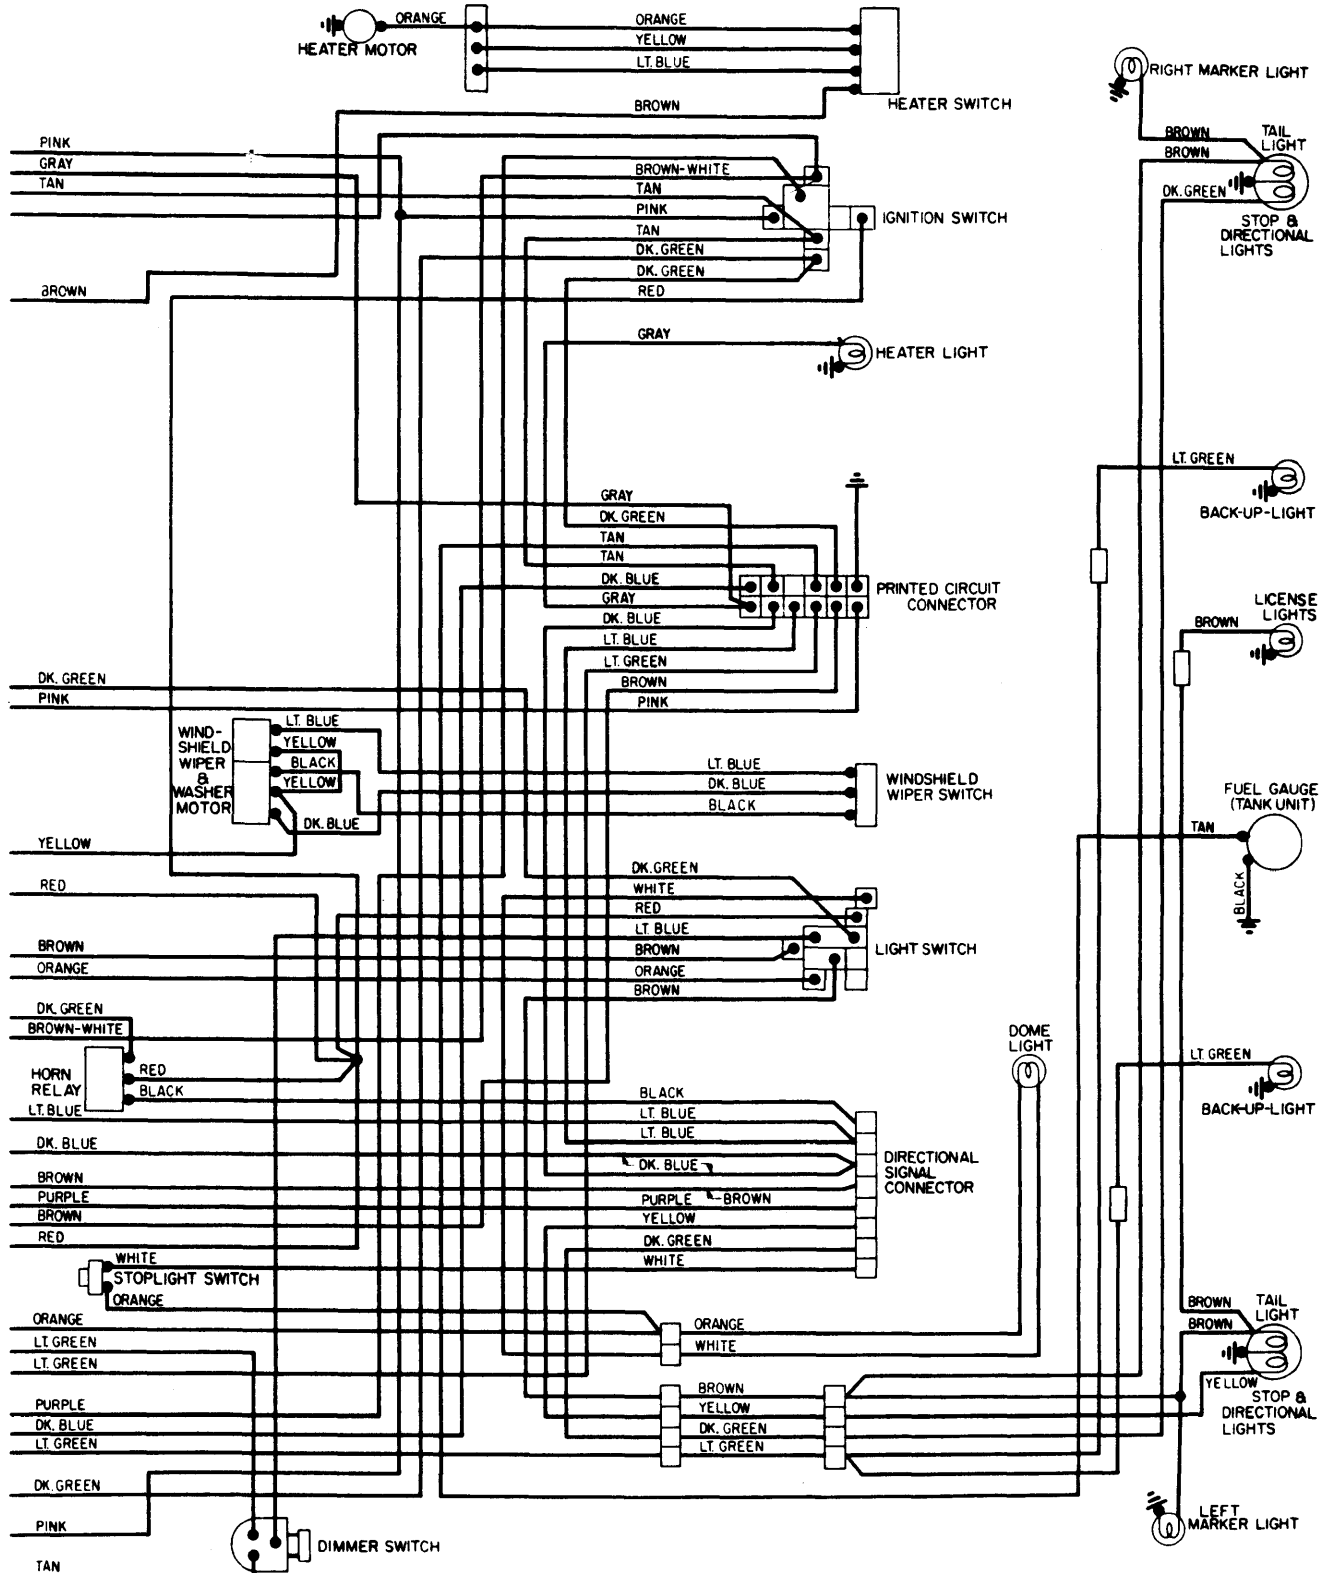 ORANGE
HEATER MOTOR
ORANGE
YELLOW
LT. BLUE
BROWN
HEATER SWITCH
RIGHT MARKER LIGHT
BROWN
TAIL
LIGHT
BROWN
DK. GREEN
STOP &
DIRECTIONAL
LIGHTS
PINK
GRAY
TAN
BROWN
BROWN-WHITE
TAN
PINK
TAN
DK. GREEN
DK. GREEN
RED
IGNITION SWITCH
GRAY
HEATER LIGHT
LT. GREEN
BACK-UP-LIGHT
GRAY
DK. GREEN
TAN
TAN
DK. BLUE
GRAY
DK. BLUE
LT. BLUE
LT. GREEN
BROWN
PINK
PRINTED CIRCUIT
CONNECTOR
LICENSE
LIGHTS
BROWN
DK. GREEN
PINK
WIND-
SHIELD
WIPER
&
WASHER
MOTOR
LT. BLUE
YELLOW
BLACK
YELLOW
DK. BLUE
LT. BLUE
DK. BLUE
BLACK
WINDSHIELD
WIPER SWITCH
FUEL GAUGE
(TANK UNIT)
TAN
BLACK
YELLOW
RED
BROWN
ORANGE
DK. GREEN
WHITE
RED
LT. BLUE
BROWN
ORANGE
BROWN
LIGHT SWITCH
DK. GREEN
BROWN-WHITE
HORN
RELAY
RED
BLACK
DOME
LIGHT
LT. GREEN
BACK-UP-LIGHT
LT. BLUE
DK. BLUE
BROWN
PURPLE
BROWN
RED
BLACK
LT. BLUE
LT. BLUE
DK. BLUE
BROWN
PURPLE
YELLOW
DK. GREEN
WHITE
DIRECTIONAL
SIGNAL
CONNECTOR
WHITE
STOPLIGHT SWITCH
ORANGE
ORANGE
LT. GREEN
LT. GREEN
ORANGE
WHITE
BROWN
TAIL
LIGHT
BROWN
YELLOW
STOP &
DIRECTIONAL
LIGHTS
BROWN
YELLOW
DK. GREEN
LT. GREEN
PURPLE
DK. BLUE
LT. GREEN
DK. GREEN
PINK
TAN
DIMMER SWITCH
LEFT
MARKER LIGHT